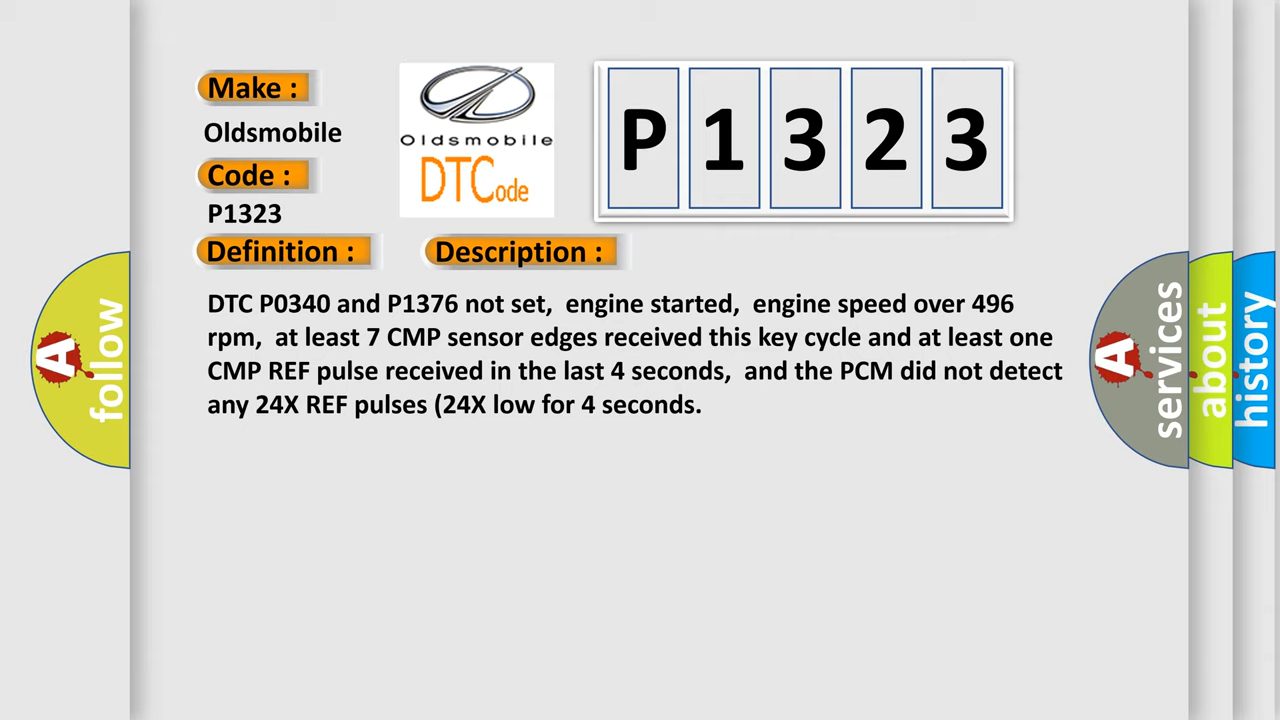 Make :
Oldsmobile
Code :
P1323
Oldsmobile
DTCode
P 1 3 2 3
Definition :
Description :
DTC P0340 and P1376 not set, engine started, engine speed over 496
rpm, at least 7 CMP sensor edges received this key cycle and at least one
CMP REF pulse received in the last 4 seconds, and the PCM did not detect
any 24X REF pulses (24X low for 4 seconds.
A
follow
A
services
about
history